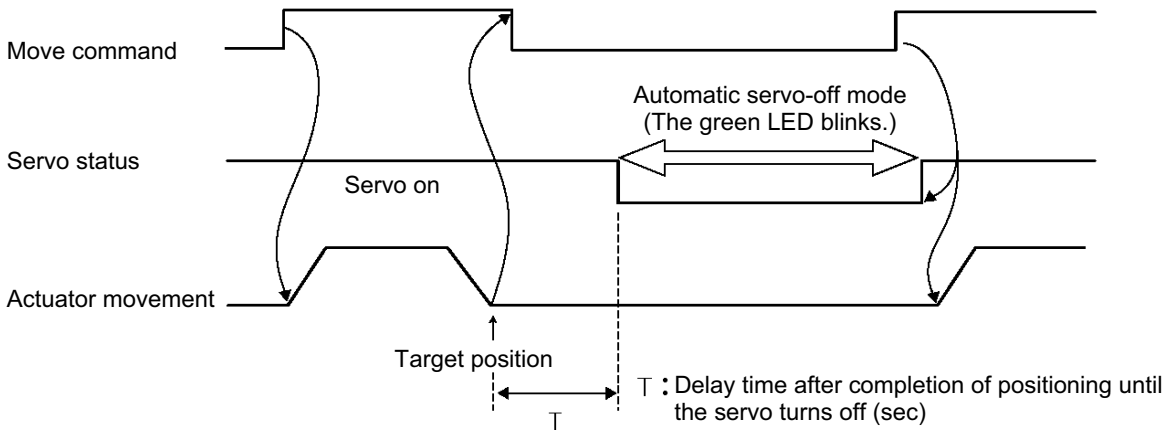 Move command
Automatic servo-off mode
(The green LED blinks.)
Servo status
Servo on
Actuator movement
Target position
T : Delay time after completion of positioning until
the servo turns off (sec)
T